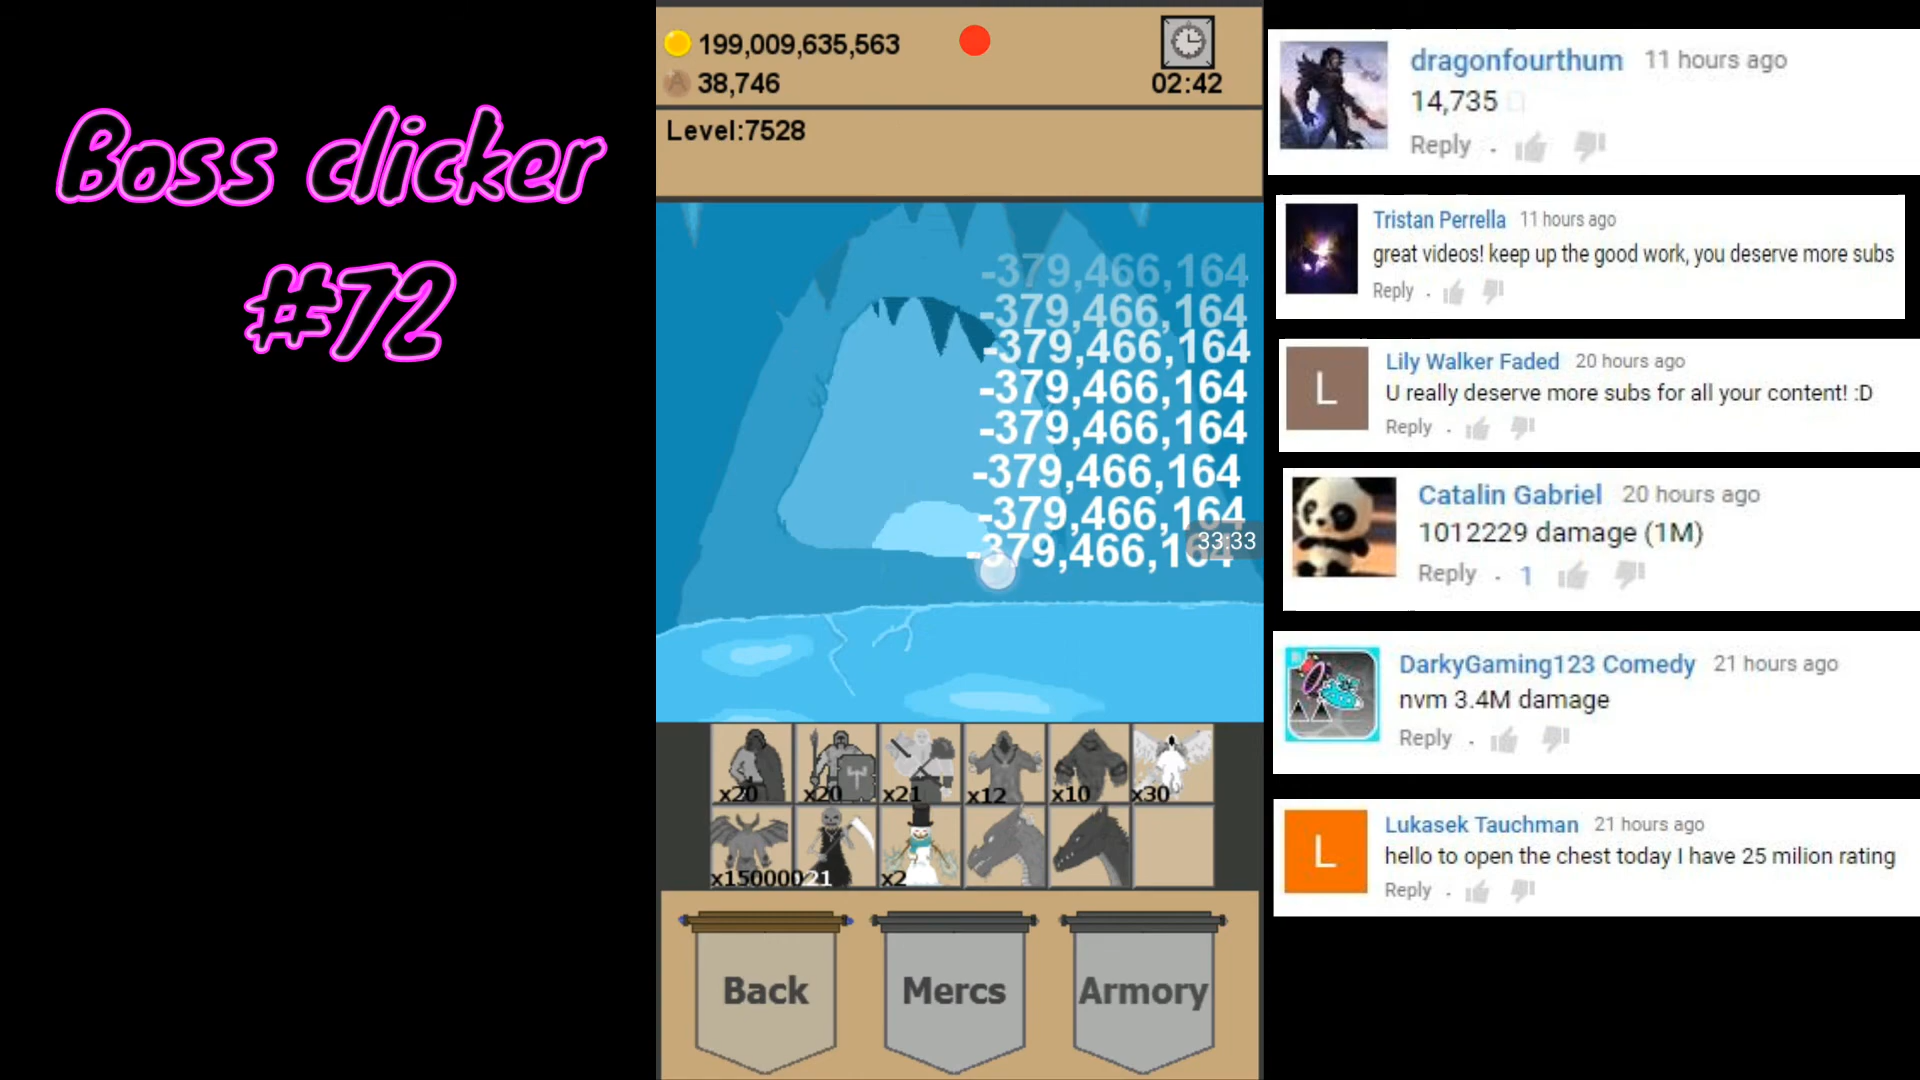 Boss clicker
#72
199,009,635,563
38,746
02:42
Level:7528
-379,466,164
-379,466,164
-379,466,164
-379,466,164
-379,466,164
-379,466,164
-379,466,164
-379,466,164
33:33
x20 x20 x21 x12 x10 x30
x150000 21 x2
Back Mercs Armory
dragonfourthum 11 hours ago
14,735
Reply
Tristan Perrella 11 hours ago
great videos! keep up the good work, you deserve more subs
Reply
L
Lily Walker Faded 20 hours ago
U really deserve more subs for all your content! :D
Reply
Catalin Gabriel 20 hours ago
1012229 damage (1M)
Reply 1
DarkyGaming123 Comedy 21 hours ago
nvm 3.4M damage
Reply
L
Lukasek Tauchman 21 hours ago
hello to open the chest today I have 25 milion rating
Reply